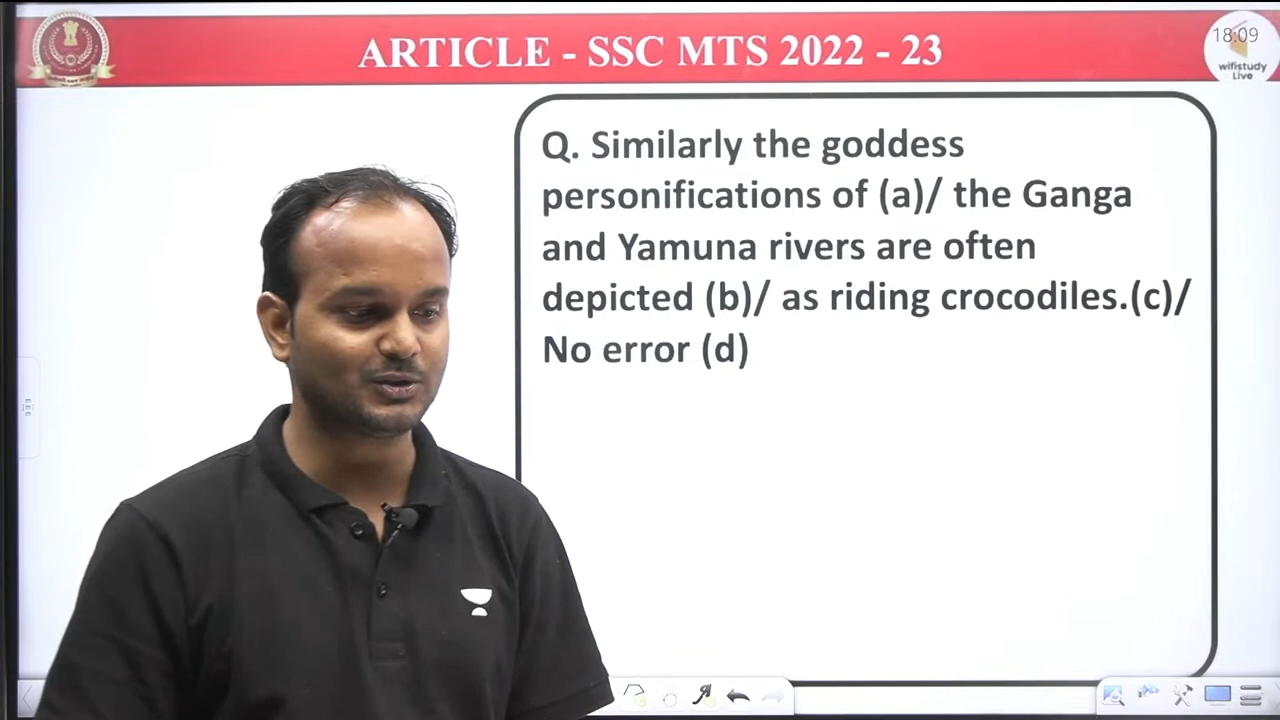 ARTICLE - SSC MTS 2022 - 23
18:09
wifistudy
Live
Q. Similarly the goddess
personifications of (a)/ the Ganga
and Yamuna rivers are often
depicted (b)/ as riding crocodiles.(c)/
No error (d)